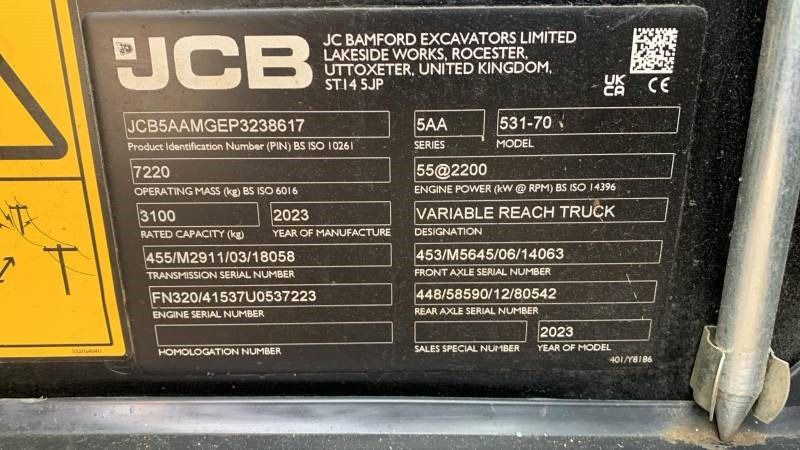 JCB
JC BAMFORD EXCAVATORS LIMITED
LAKESIDE WORKS, ROCESTER,
UTTOXETER, UNITED KINGDOM,
ST14 5JP
UK
CA CE
JCB5AAMGEP3238617
Product Identification Number (PIN) BS ISO 10261
5AA
SERIES
531-70
MODEL
7220
OPERATING MASS (kg) BS ISO 6016
55@2200
ENGINE POWER (kW @ RPM) BS ISO 14396
3100
RATED CAPACITY (kg)
2023
YEAR OF MANUFACTURE
VARIABLE REACH TRUCK
DESIGNATION
455/M2911/03/18058
TRANSMISSION SERIAL NUMBER
453/M5645/06/14063
FRONT AXLE SERIAL NUMBER
FN320/41537U0537223
ENGINE SERIAL NUMBER
448/58590/12/80542
REAR AXLE SERIAL NUMBER
HOMOLOGATION NUMBER
SALES SPECIAL NUMBER
2023
YEAR OF MODEL
401/Y8186